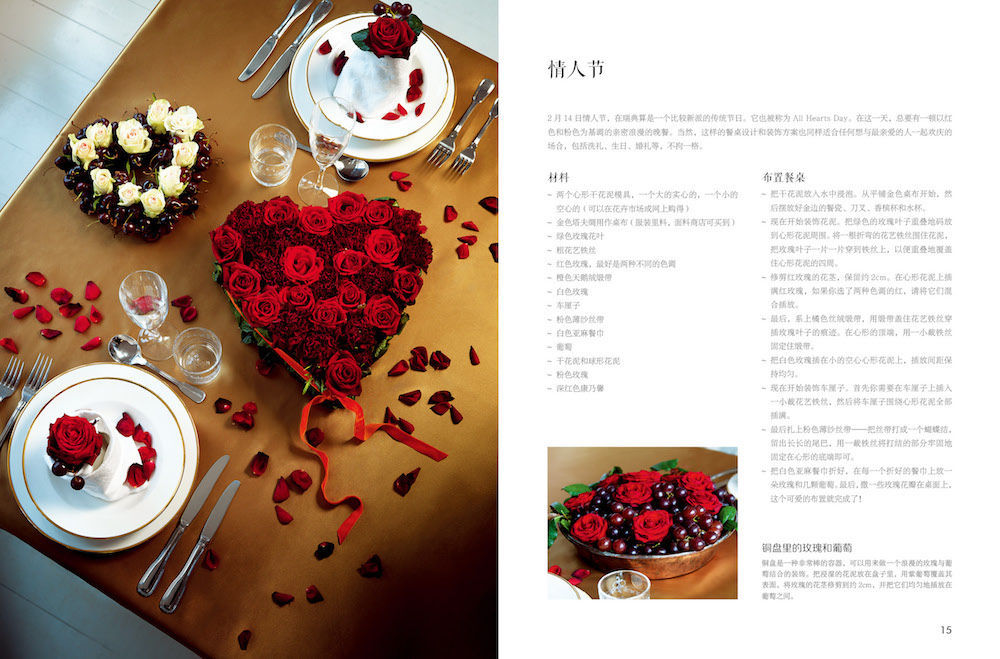 情人节
2 月 14 日情人节，在瑞典算是一个比较新派的传统节日。它也被称为 All Hearts Day。在这一天，总要有一顿以红
色和粉色为基调的亲密浪漫的晚餐。当然，这样的餐桌设计和装饰方案也同样适合任何想与最亲爱的人一起欢庆的
场合，包括洗礼、生日、婚礼等，不拘一格。
材料
~ 两个心形干花泥模具，一个大的实心的，一个小的
空心的（可以在花卉市场或网上购得）
~ 金色塔夫绸用作桌布（服装里料，面料商店可买到）
~ 绿色玫瑰花叶
~ 粗花艺铁丝
~ 红色玫瑰，最好是两种不同的色调
~ 橙色天鹅绒缎带
~ 白色玫瑰
~ 车厘子
~ 粉色薄纱丝带
~ 白色亚麻餐巾
~ 葡萄
~ 干花泥和球形花泥
~ 粉色玫瑰
~ 深红色康乃馨
布置餐桌
~ 把干花泥放入水中浸泡。从平铺金色桌布开始，然
后摆放好金边的餐瓷、刀叉、香槟杯和水杯。
~ 现在开始装饰花泥。把绿色的玫瑰叶子重叠地码放
到心形花泥周围。将一根折弯的花艺铁丝围住花泥，
把玫瑰叶子一片一片穿到铁丝上，以便重叠地覆盖
住心形花泥的四周。
~ 修剪红玫瑰的花茎，保留约 2cm。在心形花泥上插
满红玫瑰，如果你选了两种色调的红，请将它们混
合插放。
~ 最后，系上橘色丝绒缎带，用缎带盖住花艺铁丝穿
插玫瑰叶子的痕迹。在心形的顶端，用一小截铁丝
固定住缎带。
~ 把白色玫瑰插在小的空心心形花泥上，插放间距保
持均匀。
~ 现在开始装饰车厘子。首先你需要在车厘子上插入
一小截花艺铁丝，然后将车厘子围绕心形花泥全部
插满。
~ 最后扎上粉色薄纱丝带——把丝带打成一个蝴蝶结，
留出长长的尾巴，用一截铁丝将打结的部分牢固地
固定在心形的底端即可。
~ 把白色亚麻餐巾折好，在每一个折好的餐巾上放一
朵玫瑰和几颗葡萄。最后，撒一些玫瑰花瓣在桌面上，
这个可爱的布置就完成了!
铜盘里的玫瑰和葡萄
铜盘是一种非常棒的容器，可以用来做一个浪漫的玫瑰与葡
萄结合的装饰。把浸湿的花泥放在盘子里，用紫葡萄覆盖其
表面。将玫瑰的花茎修剪到约 2cm，并把它们均匀地插放在
葡萄之间。
15